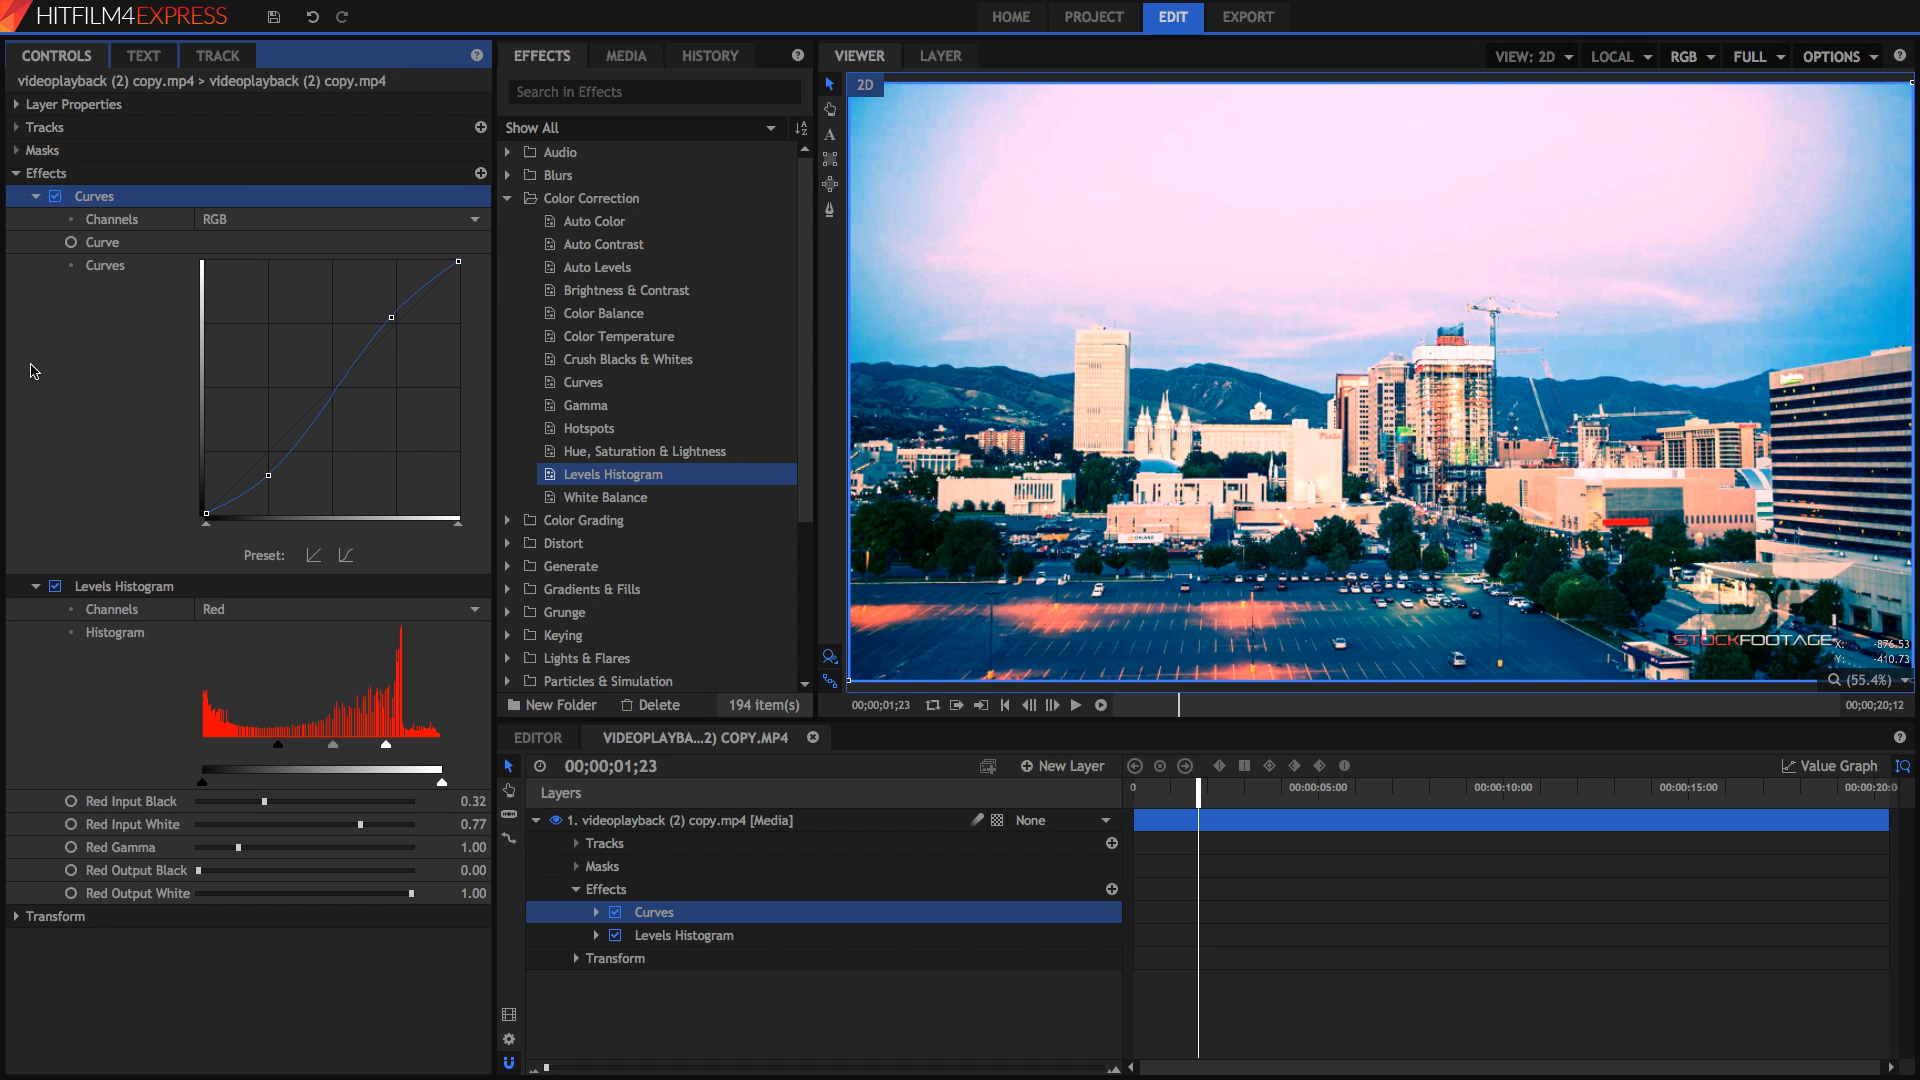 HITFILM4EXPRESS
HOME PROJECT EDIT EXPORT
CONTROLS TEXT TRACK
videoplayback (2) copy.mp4 > videoplayback (2) copy.mp4
Layer Properties
Tracks
Masks
Effects
Curves
Channels RGB
Curve
Curves
Preset:
Levels Histogram
Channels Red
Histogram
Red Input Black 0.32
Red Input White 0.77
Red Gamma 1.00
Red Output Black 0.00
Red Output White 1.00
Transform
EFFECTS MEDIA HISTORY
Search in Effects
Show All
Audio
Blurs
Color Correction
Auto Color
Auto Contrast
Auto Levels
Brightness & Contrast
Color Balance
Color Temperature
Crush Blacks & Whites
Curves
Gamma
Hotspots
Hue, Saturation & Lightness
Levels Histogram
White Balance
Color Grading
Distort
Generate
Gradients & Fills
Grunge
Keying
Lights & Flares
Particles & Simulation
New Folder Delete 194 item(s)
VIEWER LAYER
VIEW: 2D LOCAL RGB FULL OPTIONS
2D
STOCKFOOTAGE
X: -876.53
Y: -410.73
(55.4%)
00;00;01;23 00;00;20;12
EDITOR VIDEOPLAYBA...2) COPY.MP4
00;00;01;23 New Layer Value Graph
Layers 0 00:00:05:00 00:00:10:00 00:00:15:00 00:00:20:0
1. videoplayback (2) copy.mp4 [Media] None
Tracks
Masks
Effects
Curves
Levels Histogram
Transform